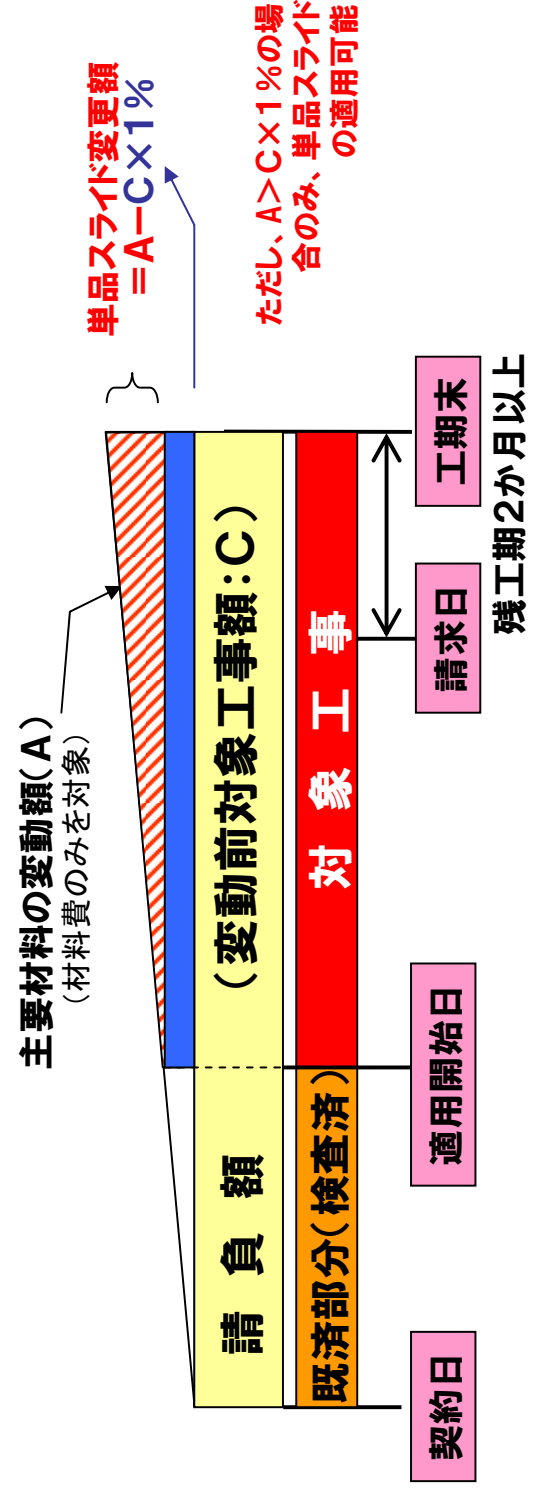 単品スライド変更額
＝A－C×1％
主要材料の変動額(A)
(材料費のみを対象)
ただし、A＞C×1％の場
合のみ、単品スライド
の適用可能
請負額
(変動前対象工事額:C)
既済部分(検査済)
対象工事
契約日
適用開始日
請求日
工期末
残工期2か月以上